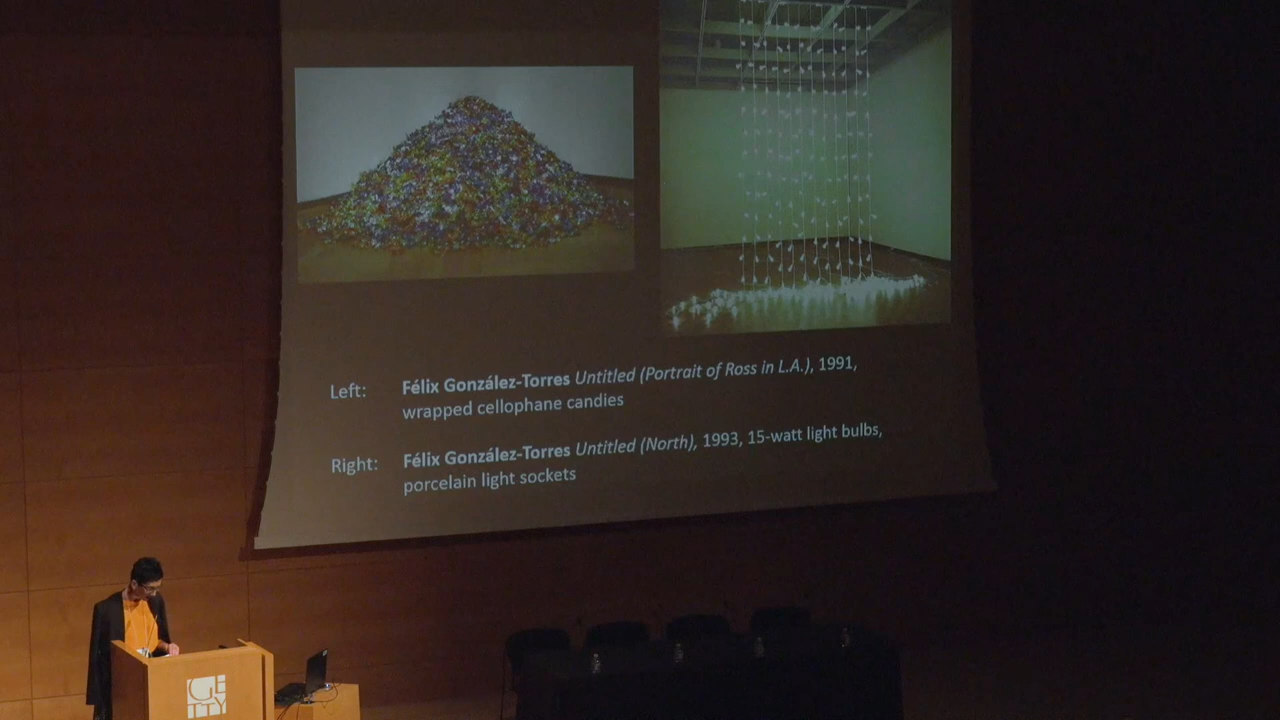 Left: Félix González-Torres Untitled (Portrait of Ross in L.A.), 1991,
wrapped cellophane candies
Right: Félix González-Torres Untitled (North), 1993, 15-watt light bulbs,
porcelain light sockets
GETTY